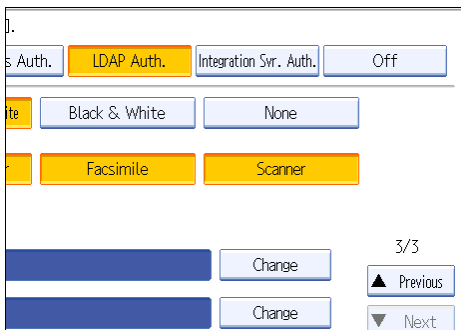 ].
s Auth. LDAP Auth. Integration Svr. Auth. Off
ite Black & White None
r Facsimile Scanner
3/3
Change ▲ Previous
Change ▼ Next